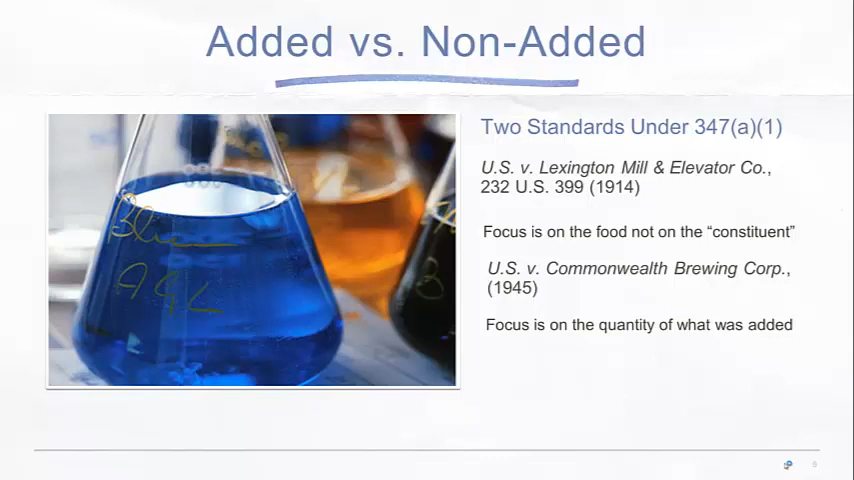 Added vs. Non-Added
Two Standards Under 347(a)(1)
U.S. v. Lexington Mill & Elevator Co.,
232 U.S. 399 (1914)
Focus is on the food not on the “constituent”
U.S. v. Commonwealth Brewing Corp.,
(1945)
Focus is on the quantity of what was added